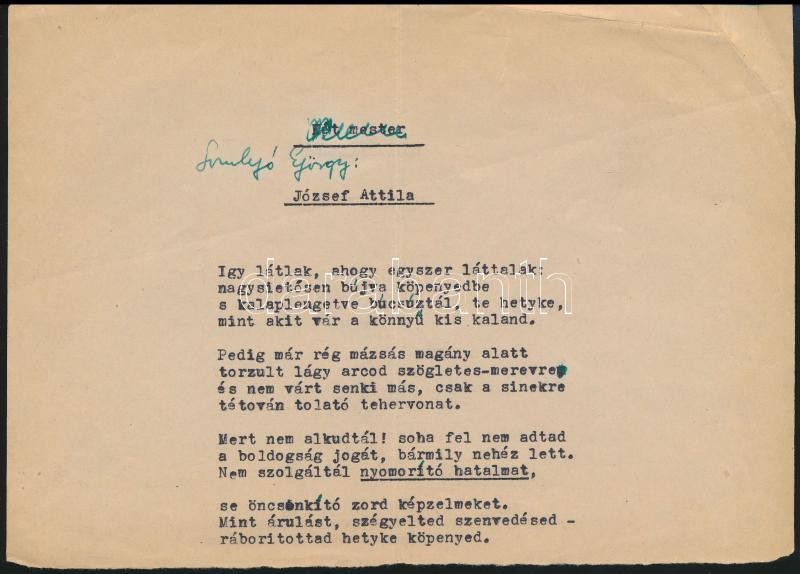 Két mester
Somlyó György:
József Attila
Igy látlak, ahogy egyszer láttalak:
nagysietősen bujva köpenyedbe
s kalaplengetve búcsúztál, te hetyke,
mint akit vár a könnyű kis kaland.
Pedig már rég mázsás magány alatt
torzult lágy arcod szögletes-merevre
és nem várt senki más, csak a sinekre
tétován tolató tehervonat.
Mert nem alkudtál! soha fel nem adtad
a boldogság jogát, bármily nehéz lett.
Nem szolgáltál nyomorító hatalmat,
se öncsonkító zord képzelmeket.
Mint árulást, szégyelted szenvedésed -
ráboritottad hetyke köpenyed.
darabanth